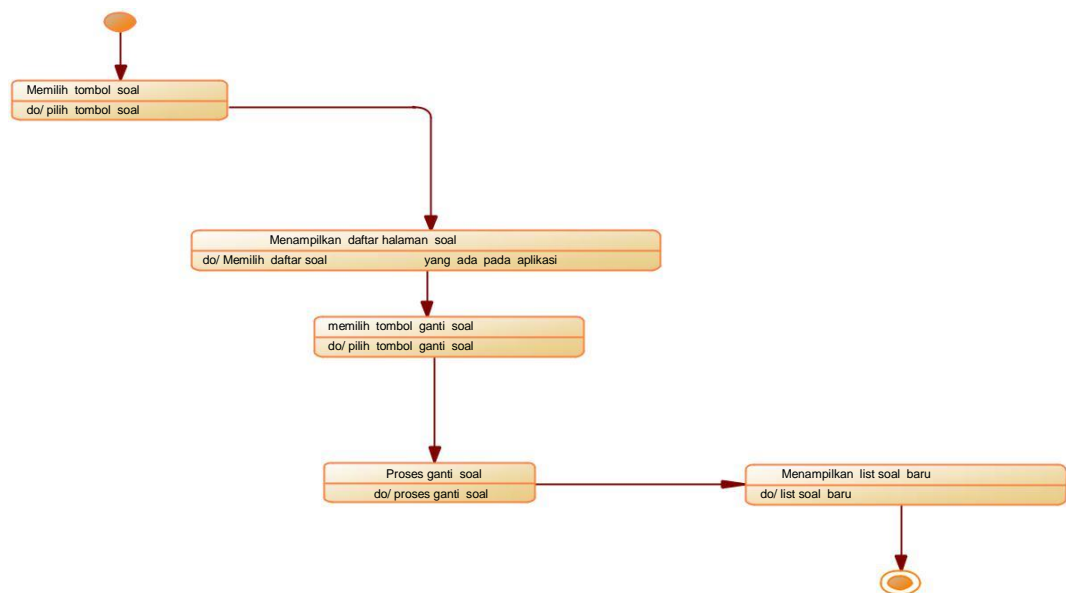 Memilih tombol soal
do/ pilih tombol soal
Menampilkan daftar halaman soal
do/ Memilih daftar soal yang ada pada aplikasi
memilih tombol ganti soal
do/ pilih tombol ganti soal
Proses ganti soal
do/ proses ganti soal
Menampilkan list soal baru
do/ list soal baru